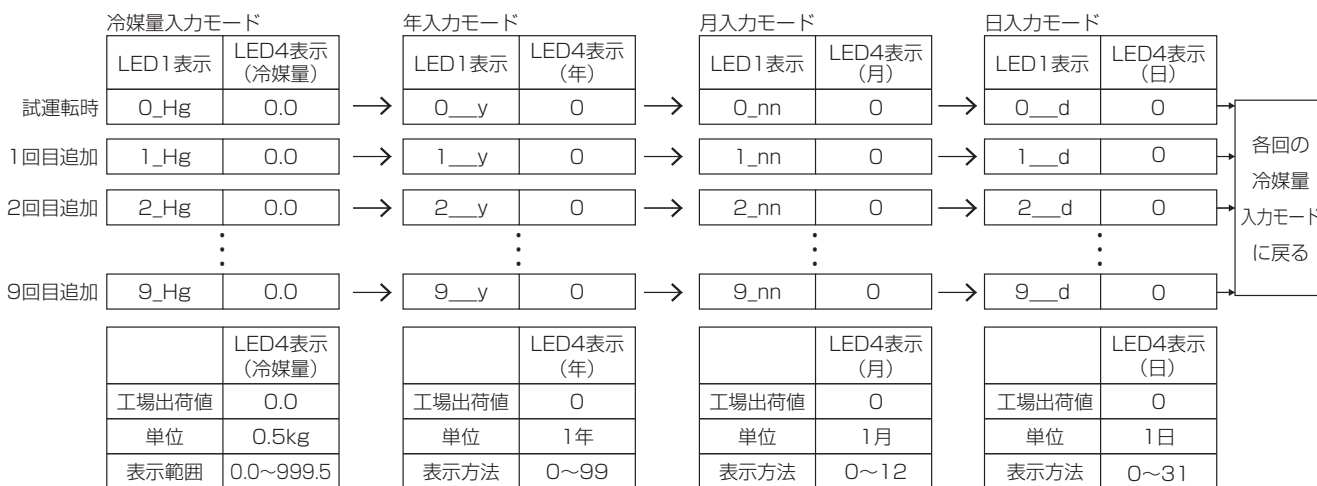 冷媒量入力モード 年入力モード 月入力モード 日入力モード
LED1表示 LED4表示（冷媒量） LED1表示 LED4表示（年） LED1表示 LED4表示（月） LED1表示 LED4表示（日）
試運転時 0_Hg 0.0 → 0__y 0 → 0_nn 0 → 0__d 0
1回目追加 1_Hg 0.0 → 1__y 0 → 1_nn 0 → 1__d 0
2回目追加 2_Hg 0.0 → 2__y 0 → 2_nn 0 → 2__d 0
9回目追加 9_Hg 0.0 → 9__y 0 → 9_nn 0 → 9__d 0
各回の
冷媒量
入力モード
に戻る
LED4表示（冷媒量） LED4表示（年） LED4表示（月） LED4表示（日）
工場出荷値 0.0 工場出荷値 0 工場出荷値 0 工場出荷値 0
単位 0.5kg 単位 1年 単位 1月 単位 1日
表示範囲 0.0～999.5 表示方法 0～99 表示方法 0～12 表示方法 0～31